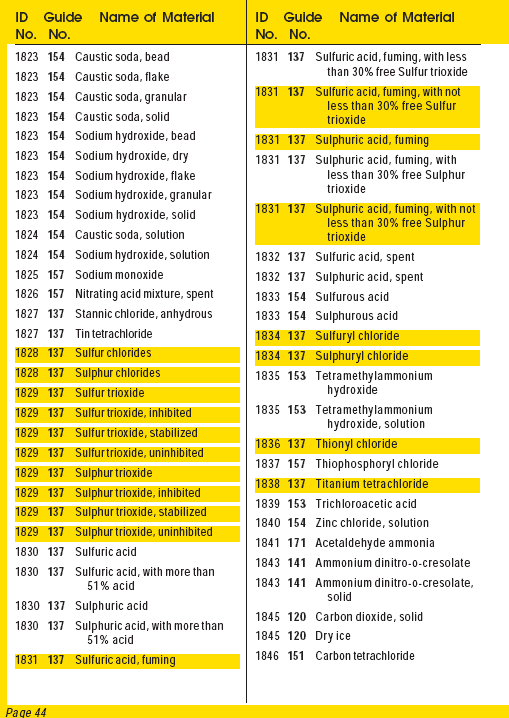 ID Guide Name of Material
No. No.
1823 154 Caustic soda, bead
1823 154 Caustic soda, flake
1823 154 Caustic soda, granular
1823 154 Caustic soda, solid
1823 154 Sodium hydroxide, bead
1823 154 Sodium hydroxide, dry
1823 154 Sodium hydroxide, flake
1823 154 Sodium hydroxide, granular
1823 154 Sodium hydroxide, solid
1824 154 Caustic soda, solution
1824 154 Sodium hydroxide, solution
1825 157 Sodium monoxide
1826 157 Nitrating acid mixture, spent
1827 137 Stannic chloride, anhydrous
1827 137 Tin tetrachloride
1828 137 Sulfur chlorides
1828 137 Sulphur chlorides
1829 137 Sulfur trioxide
1829 137 Sulfur trioxide, inhibited
1829 137 Sulfur trioxide, stabilized
1829 137 Sulfur trioxide, uninhibited
1829 137 Sulphur trioxide
1829 137 Sulphur trioxide, inhibited
1829 137 Sulphur trioxide, stabilized
1829 137 Sulphur trioxide, uninhibited
1830 137 Sulfuric acid
1830 137 Sulfuric acid, with more than
51% acid
1830 137 Sulphuric acid
1830 137 Sulphuric acid, with more than
51% acid
1831 137 Sulfuric acid, fuming
ID Guide Name of Material
No. No.
1831 137 Sulfuric acid, fuming, with less
than 30% free Sulfur trioxide
1831 137 Sulfuric acid, fuming, with not
less than 30% free Sulfur
trioxide
1831 137 Sulphuric acid, fuming
1831 137 Sulphuric acid, fuming, with
less than 30% free Sulphur
trioxide
1831 137 Sulphuric acid, fuming, with not
less than 30% free Sulphur
trioxide
1832 137 Sulfuric acid, spent
1832 137 Sulphuric acid, spent
1833 154 Sulfurous acid
1833 154 Sulphurous acid
1834 137 Sulfuryl chloride
1834 137 Sulphuryl chloride
1835 153 Tetramethylammonium
hydroxide
1835 153 Tetramethylammonium
hydroxide, solution
1836 137 Thionyl chloride
1837 157 Thiophosphoryl chloride
1838 137 Titanium tetrachloride
1839 153 Trichloroacetic acid
1840 154 Zinc chloride, solution
1841 171 Acetaldehyde ammonia
1843 141 Ammonium dinitro-o-cresolate
1843 141 Ammonium dinitro-o-cresolate,
solid
1845 120 Carbon dioxide, solid
1845 120 Dry ice
1846 151 Carbon tetrachloride
Page 44